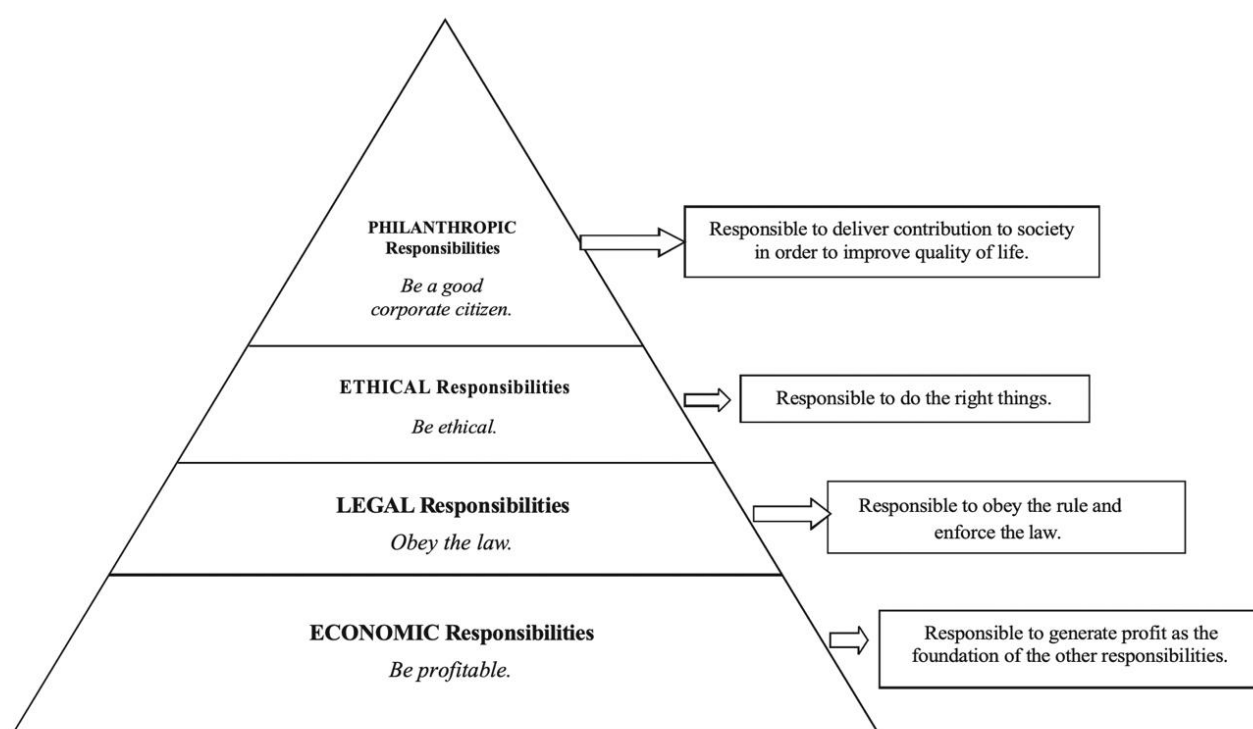 PHILANTHROPIC
Responsibilities
Be a good
corporate citizen.
Responsible to deliver contribution to society
in order to improve quality of life.
ETHICAL Responsibilities
Be ethical.
Responsible to do the right things.
LEGAL Responsibilities
Obey the law.
Responsible to obey the rule and
enforce the law.
ECONOMIC Responsibilities
Be profitable.
Responsible to generate profit as the
foundation of the other responsibilities.